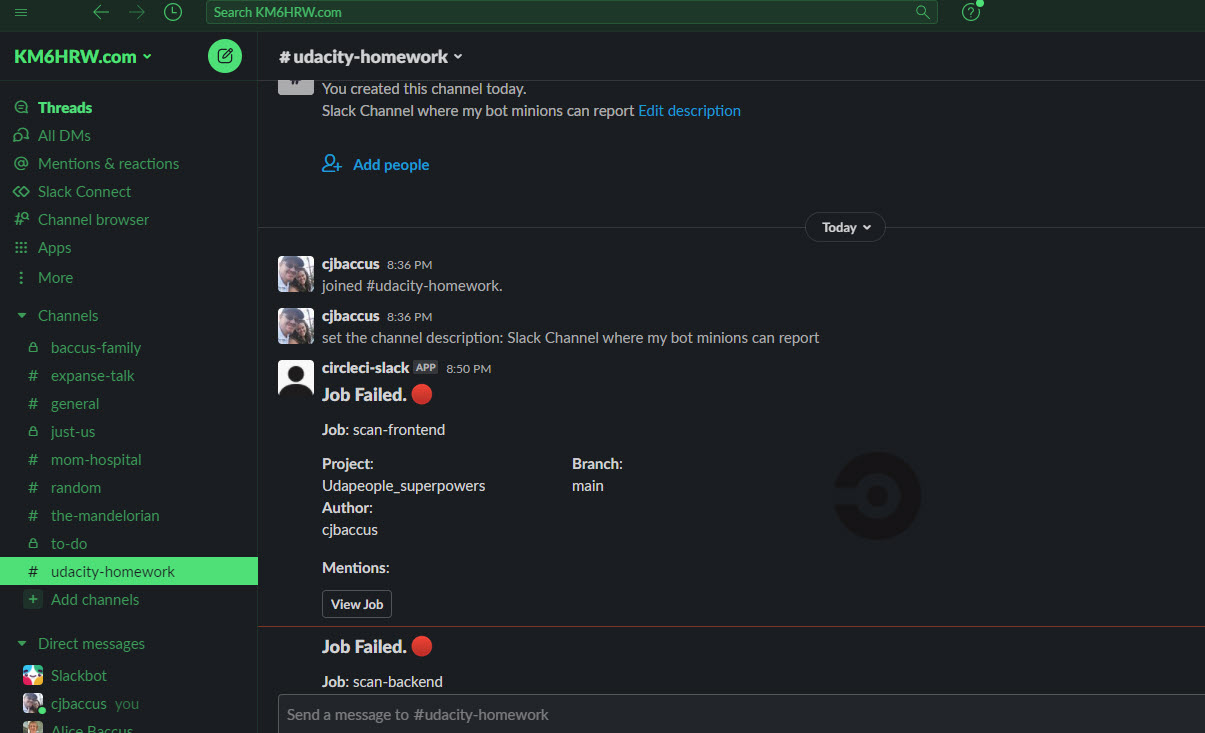 Search KM6HRW.com
KM6HRW.com
Threads
All DMs
Mentions & reactions
Slack Connect
Channel browser
Apps
More
Channels
baccus-family
# expanse-talk
# general
just-us
# mom-hospital
# random
# the-mandelorian
to-do
# udacity-homework
+ Add channels
Direct messages
Slackbot
cjbaccus you
Alice Baccus
# udacity-homework
You created this channel today.
Slack Channel where my bot minions can report Edit description
Add people
Today
cjbaccus 8:36 PM
joined #udacity-homework.
cjbaccus 8:36 PM
set the channel description: Slack Channel where my bot minions can report
circleci-slack APP 8:50 PM
Job Failed.
Job: scan-frontend
Project: Branch:
Udapeople_superpowers main
Author:
cjbaccus
Mentions:
View Job
Job Failed.
Job: scan-backend
Send a message to #udacity-homework